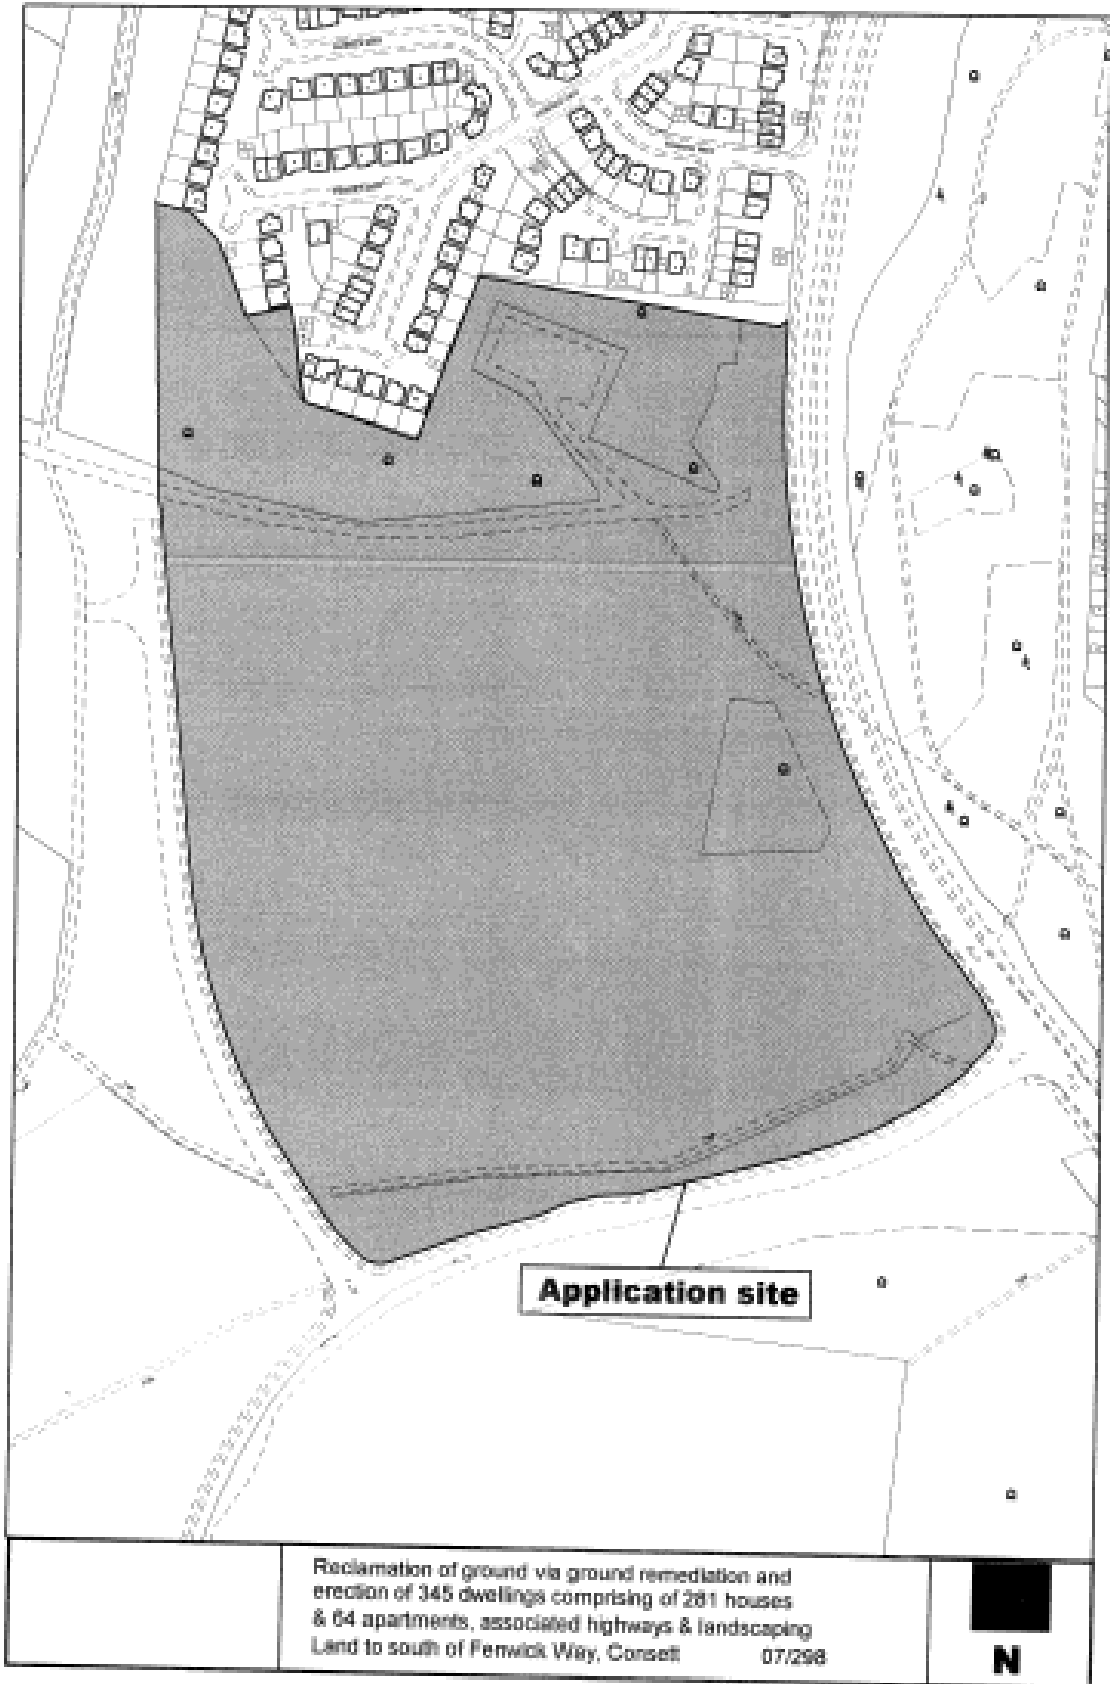 Application site
Reclamation of ground via ground remediation and
erection of 345 dwellings comprising of 281 houses
& 64 apartments, associated highways & landscaping
Land to south of Fenwick Way, Consett 07/298
N